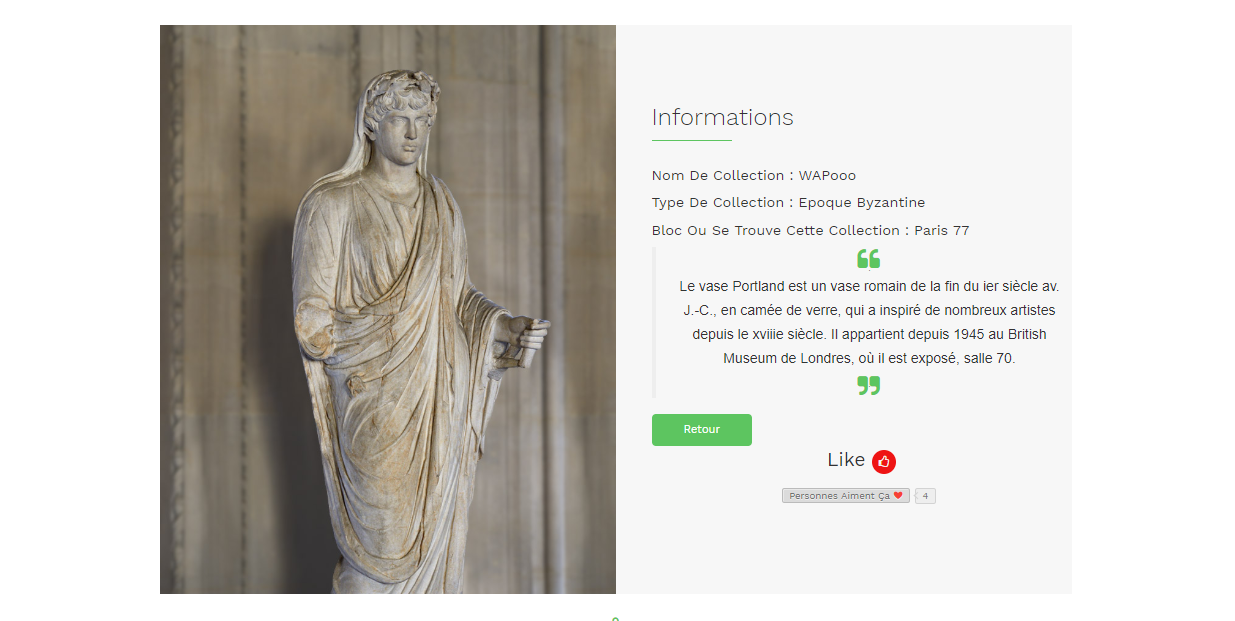 Informations
Nom De Collection : WAPooo
Type De Collection : Epoque Byzantine
Bloc Ou Se Trouve Cette Collection : Paris 77
Le vase Portland est un vase romain de la fin du ier siècle av.
J.-C., en camée de verre, qui a inspiré de nombreux artistes
depuis le xviiie siècle. Il appartient depuis 1945 au British
Museum de Londres, où il est exposé, salle 70.
Retour
Like
Personnes Aiment Ça ❤ 4